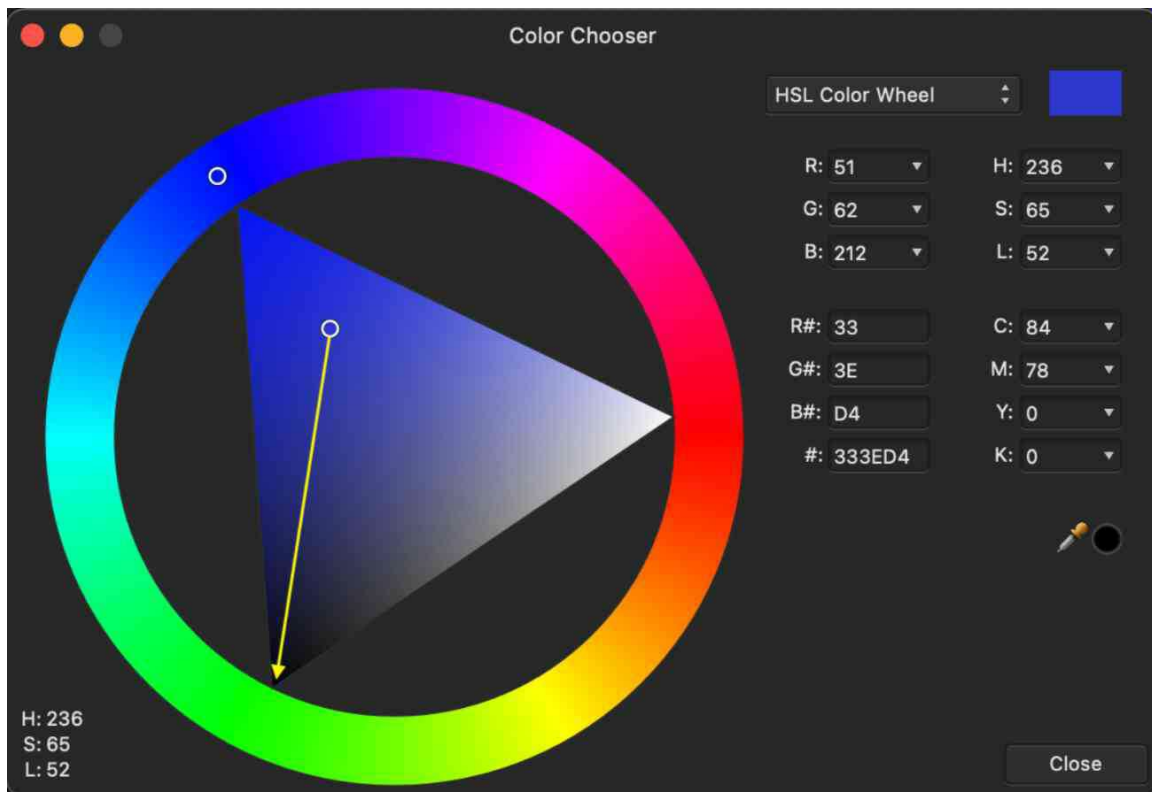 Color Chooser
HSL Color Wheel
R: 51 H: 236
G: 62 S: 65
B: 212 L: 52
R#: 33 C: 84
G#: 3E M: 78
B#: D4 Y: 0
#: 333ED4 K: 0
H: 236
S: 65
L: 52
Close